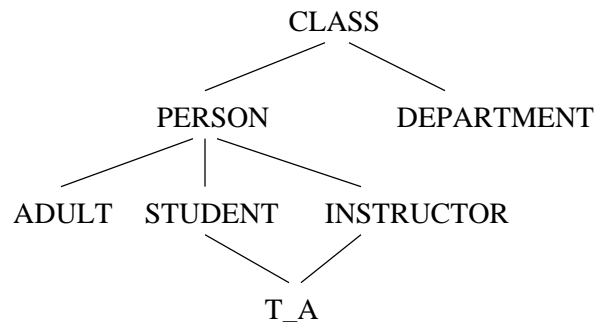 CLASS
PERSON DEPARTMENT
ADULT STUDENT INSTRUCTOR
T_A